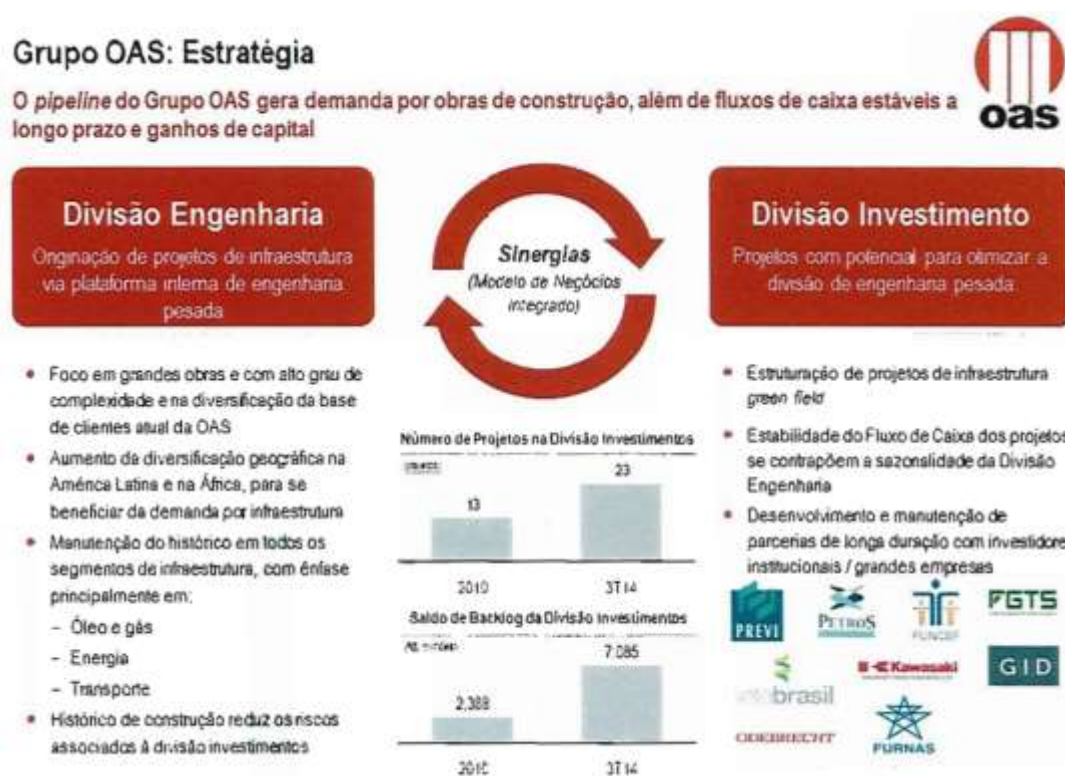 Grupo OAS: Estratégia
O pipeline do Grupo OAS gera demanda por obras de construção, além de fluxos de caixa estáveis a
longo prazo e ganhos de capital
oas
Divisão Engenharia
Originação de projetos de infraestrutura
via plataforma interna de engenharia
pesada
Sinergias
(Modelo de Negócios
Integrado)
Divisão Investimento
Projetos com potencial para otimizar a
divisão de engenharia pesada
• Foco em grandes obras e com alto grau de
complexidade e na diversificação da base
de clientes atual da OAS
• Aumento da diversificação geográfica na
América Latina e na África, para se
beneficiar da demanda por infraestrutura
• Manutenção do histórico em todos os
segmentos de infraestrutura, com ênfase
principalmente em:
- Óleo e gás
- Energia
- Transporte
• Histórico de construção reduz os riscos
associados à divisão investimentos
Número de Projetos na Divisão Investimentos
13
23
2010
3T14
Saldo de Backlog da Divisão Investimentos
2,388
7.085
2010
3T14
• Estruturação de projetos de infraestrutura
green field
• Estabilidade do Fluxo de Caixa dos projetos
se contrapõem a sazonalidade da Divisão
Engenharia
• Desenvolvimento e manutenção de
parcerias de longa duração com investidore
institucionais / grandes empresas
PREVI
PETROS
FUNCEF
FGTS
brasil
Kawasaki
GID
ODEBRECHT
FURNAS